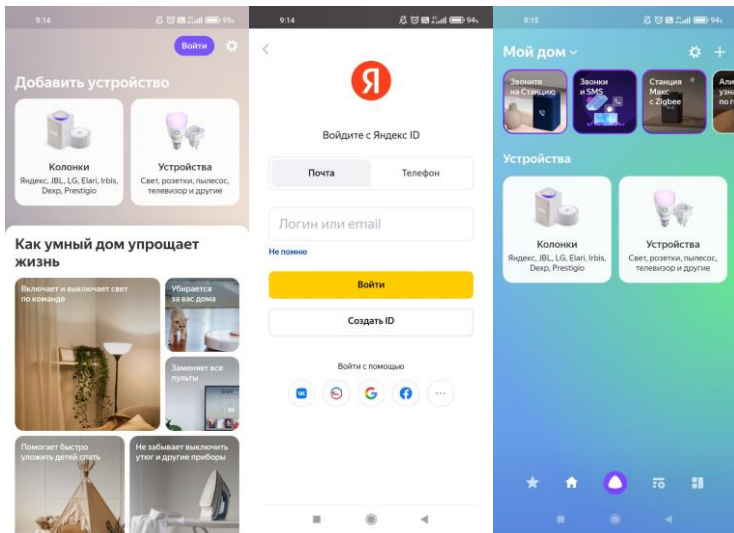 9:14
95%
Войти
Добавить устройство
Колонки
Яндекс, JBL, LG, Elari, Irbis,
Dexp, Prestigio
Устройства
Свет, розетки, пылесос,
телевизор и другие
Как умный дом упрощает
жизнь
Включает и выключает свет
по команде
Убирается
за вас дома
Заменяет все
пульты
Помогает быстро
уложить детей спать
Не забывает выключить
утюг и другие приборы
9:14
94%
Я
Войдите с Яндекс ID
Почта
Телефон
Логин или email
Не помню
Войти
Создать ID
Войти с помощью
9:15
94%
Мой дом
Звоните
на Станцию
Звонки
и SMS
Станция
Макс
с Zigbee
Али
узна
по г
Устройства
Колонки
Яндекс, JBL, LG, Elari, Irbis,
Dexp, Prestigio
Устройства
Свет, розетки, пылесос,
телевизор и другие